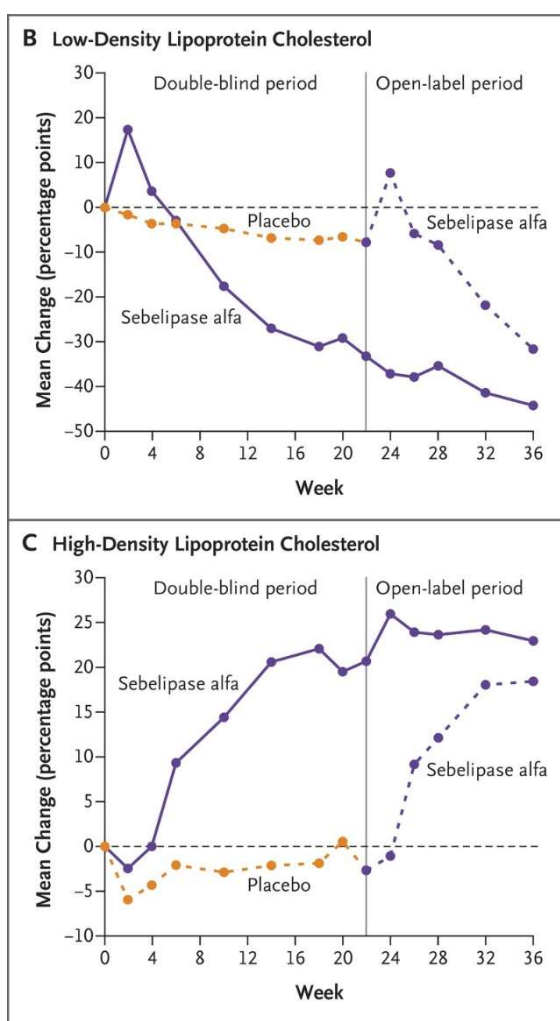 B Low-Density Lipoprotein Cholesterol
30
20
10
0
−10
−20
−30
−40
−50
Mean Change (percentage points)
Double-blind period
Open-label period
Placebo
Sebelipase alfa
Sebelipase alfa
0 4 8 12 16 20 24 28 32 36
Week
C High-Density Lipoprotein Cholesterol
30
25
20
15
10
5
0
−5
−10
Mean Change (percentage points)
Double-blind period
Open-label period
Sebelipase alfa
Sebelipase alfa
Placebo
0 4 8 12 16 20 24 28 32 36
Week